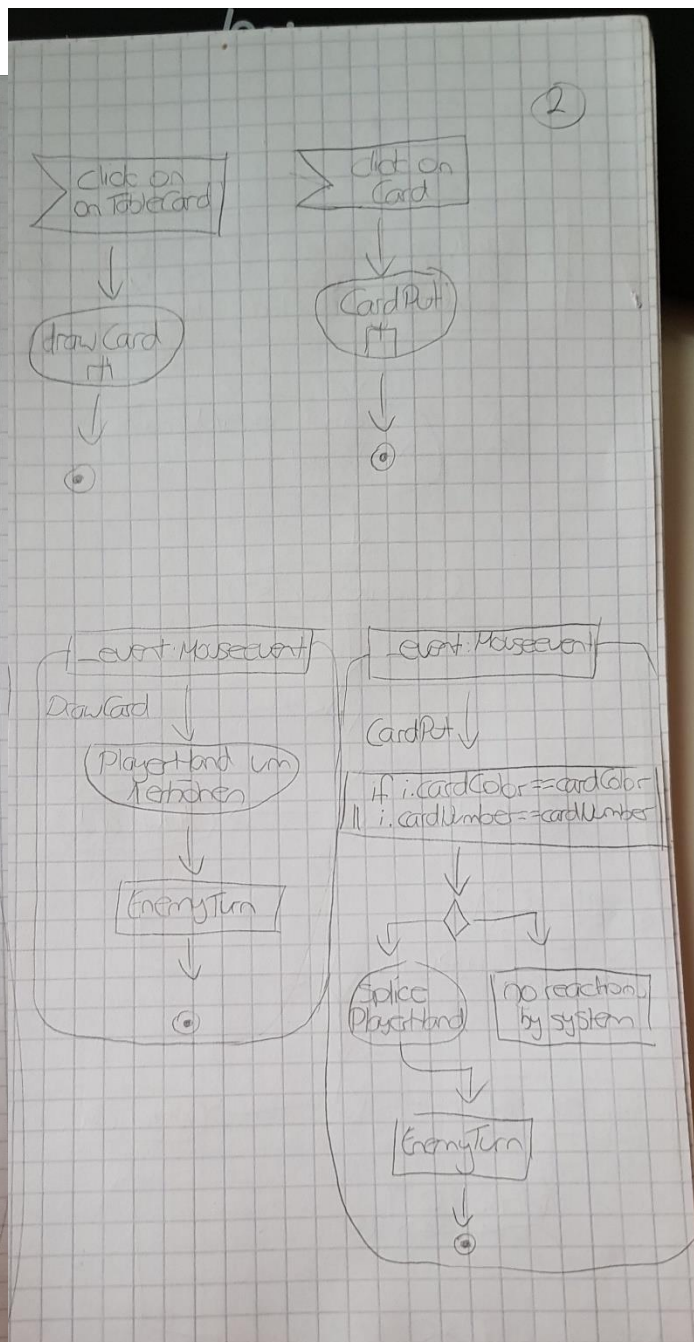 2
Click on
on TableCard
Click on
Card
drawCard
CardPut
_event:Mouseevent
DrawCard
PlayerHand um
1 erhöhen
EnemyTurn
_event:Mouseevent
CardPut
if i.cardColor==cardColor
|| i.cardNumber==cardNumber
Splice
PlayerHand
no reaction
by system
EnemyTurn